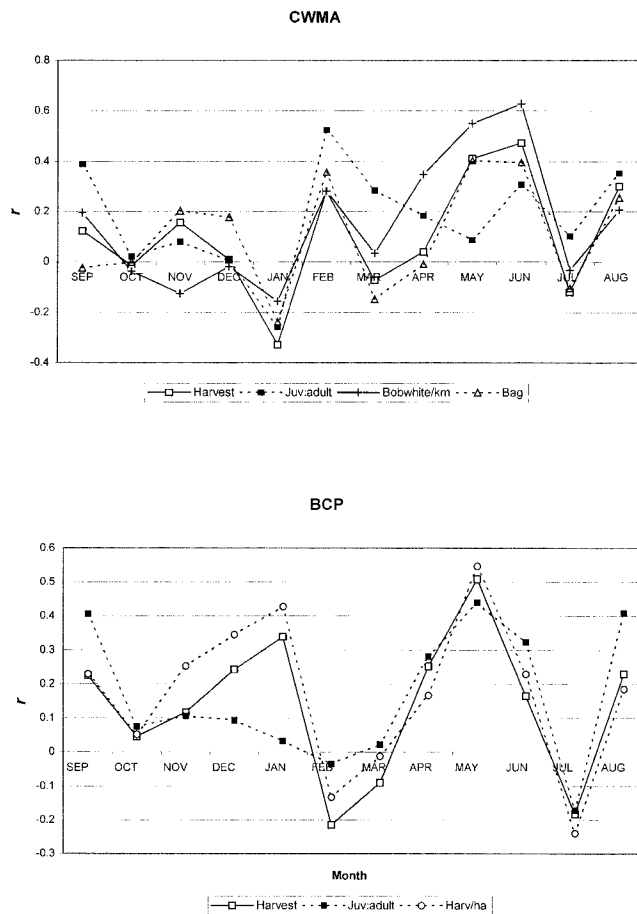 CWMA
0.8
0.6
0.4
0.2
0
-0.2
-0.4
r
SEP OCT NOV DEC JAN FEB MAR APR MAY JUN JUL AUG
Harvest Juv:adult Bobwhite/km Bag
BCP
0.6
0.5
0.4
0.3
0.2
0.1
0
-0.1
-0.2
-0.3
r
SEP OCT NOV DEC JAN FEB MAR APR MAY JUN JUL AUG
Month
Harvest Juv:adult Harv/ha